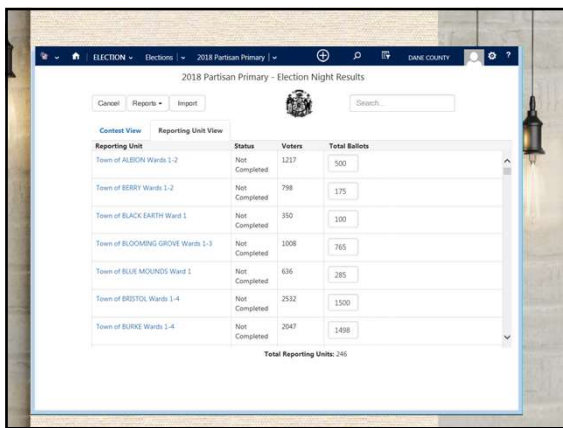 ELECTION Elections 2018 Partisan Primary DANE COUNTY ?
2018 Partisan Primary - Election Night Results
Cancel Reports Import Search...
Contest View Reporting Unit View
Reporting Unit Status Voters Total Ballots
Town of ALBION Wards 1-2 Not Completed 1217 500
Town of BERRY Wards 1-2 Not Completed 798 175
Town of BLACK EARTH Ward 1 Not Completed 350 100
Town of BLOOMING GROVE Wards 1-3 Not Completed 1008 765
Town of BLUE MOUNDS Ward 1 Not Completed 636 285
Town of BRISTOL Wards 1-4 Not Completed 2532 1500
Town of BURKE Wards 1-4 Not Completed 2047 1498
Total Reporting Units: 246